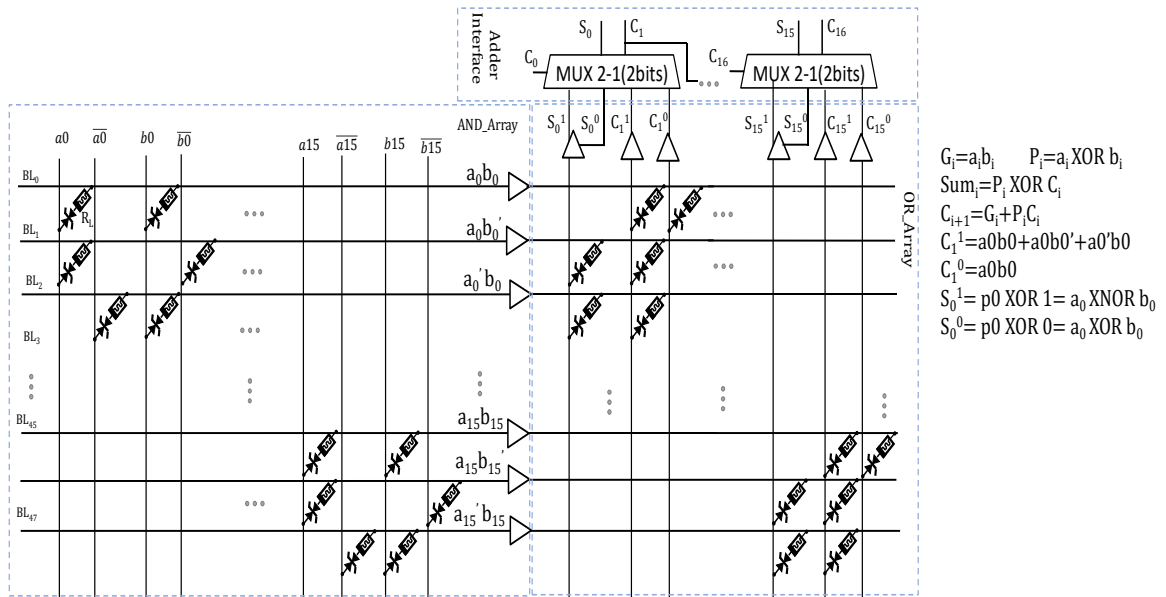 Adder
Interface
S0
C1
S15
C16
C0
MUX 2-1(2bits)
C16
MUX 2-1(2bits)
a0
a̅0̅
b0
b̅0̅
a15
a̅1̅5̅
b15
b̅1̅5̅
AND_Array
S0^1
S0^0
C1^1
C1^0
S15^1
S15^0
C15^1
C15^0
OR_Array
BL0
a0b0
RL
BL1
a0b0'
BL2
a0'b0
BL3
BL45
a15b15
a15b15'
BL47
a15'b15
Gi=aibi Pi=ai XOR bi
Sumi=Pi XOR Ci
Ci+1=Gi+PiCi
C1^1=a0b0+a0b0'+a0'b0
C1^0=a0b0
S0^1= p0 XOR 1= a0 XNOR b0
S0^0= p0 XOR 0= a0 XOR b0